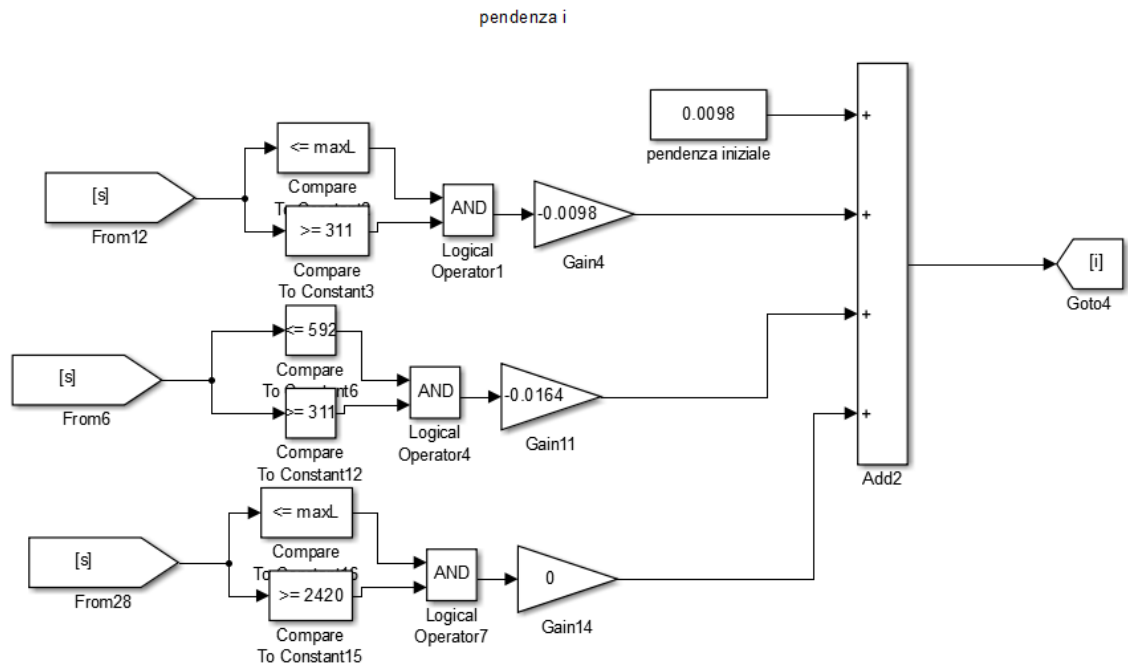 pendenza i
0.0098
+
pendenza iniziale
<= maxL
Compare
[s]
From12
>= 311
AND
-0.0098
+
Compare
To Constant3
Logical
Operator1
Gain4
[i]
Goto4
<= 592
Compare
[s]
From6
>= 311
AND
-0.0164
+
Compare
To Constant12
Logical
Operator4
Gain11
+
Add2
<= maxL
Compare
[s]
From28
>= 2420
AND
0
Compare
To Constant15
Logical
Operator7
Gain14